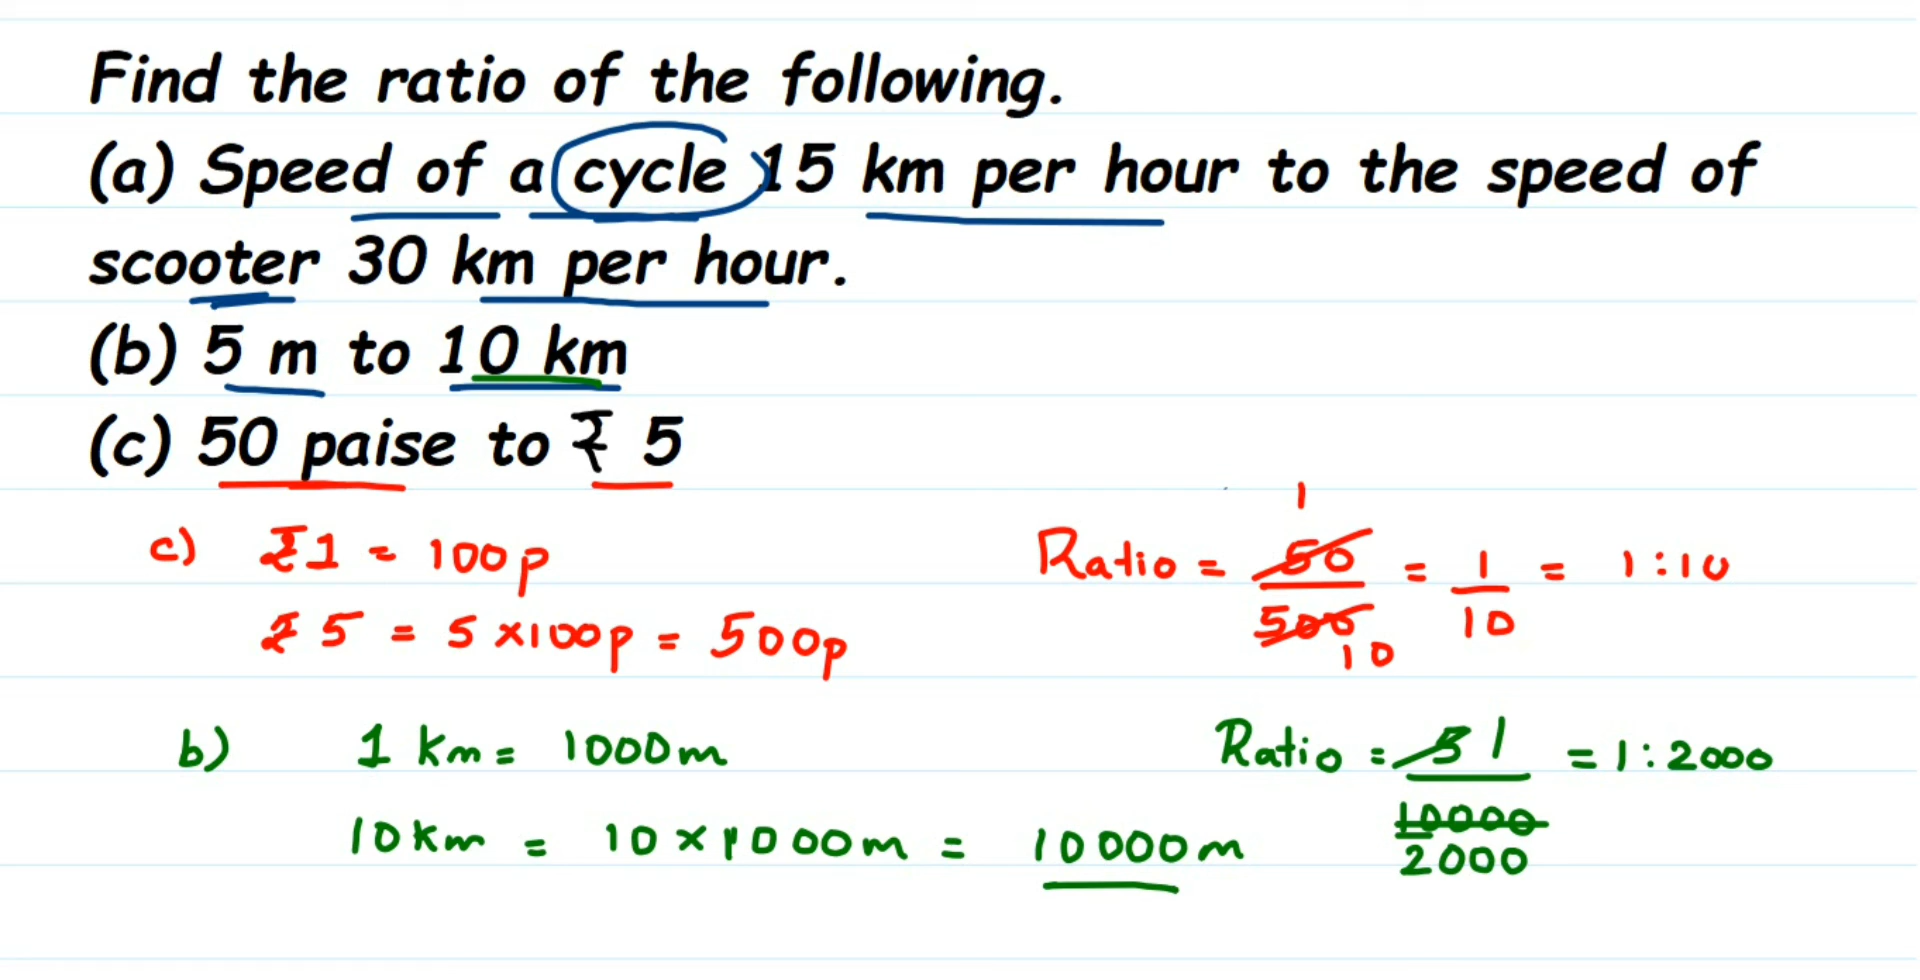 Find the ratio of the following.
(a) Speed of a cycle 15 km per hour to the speed of
scooter 30 km per hour.
(b) 5 m to 10 km
(c) 50 paise to ₹ 5
c) ₹1 = 100p
₹5 = 5×100p = 500p
Ratio = 50/500 = 1/10 = 1:10
1
10
b) 1 km = 1000m
10km = 10×1000m = 10000m
Ratio = 5/10000 = 1:2000
1
2000